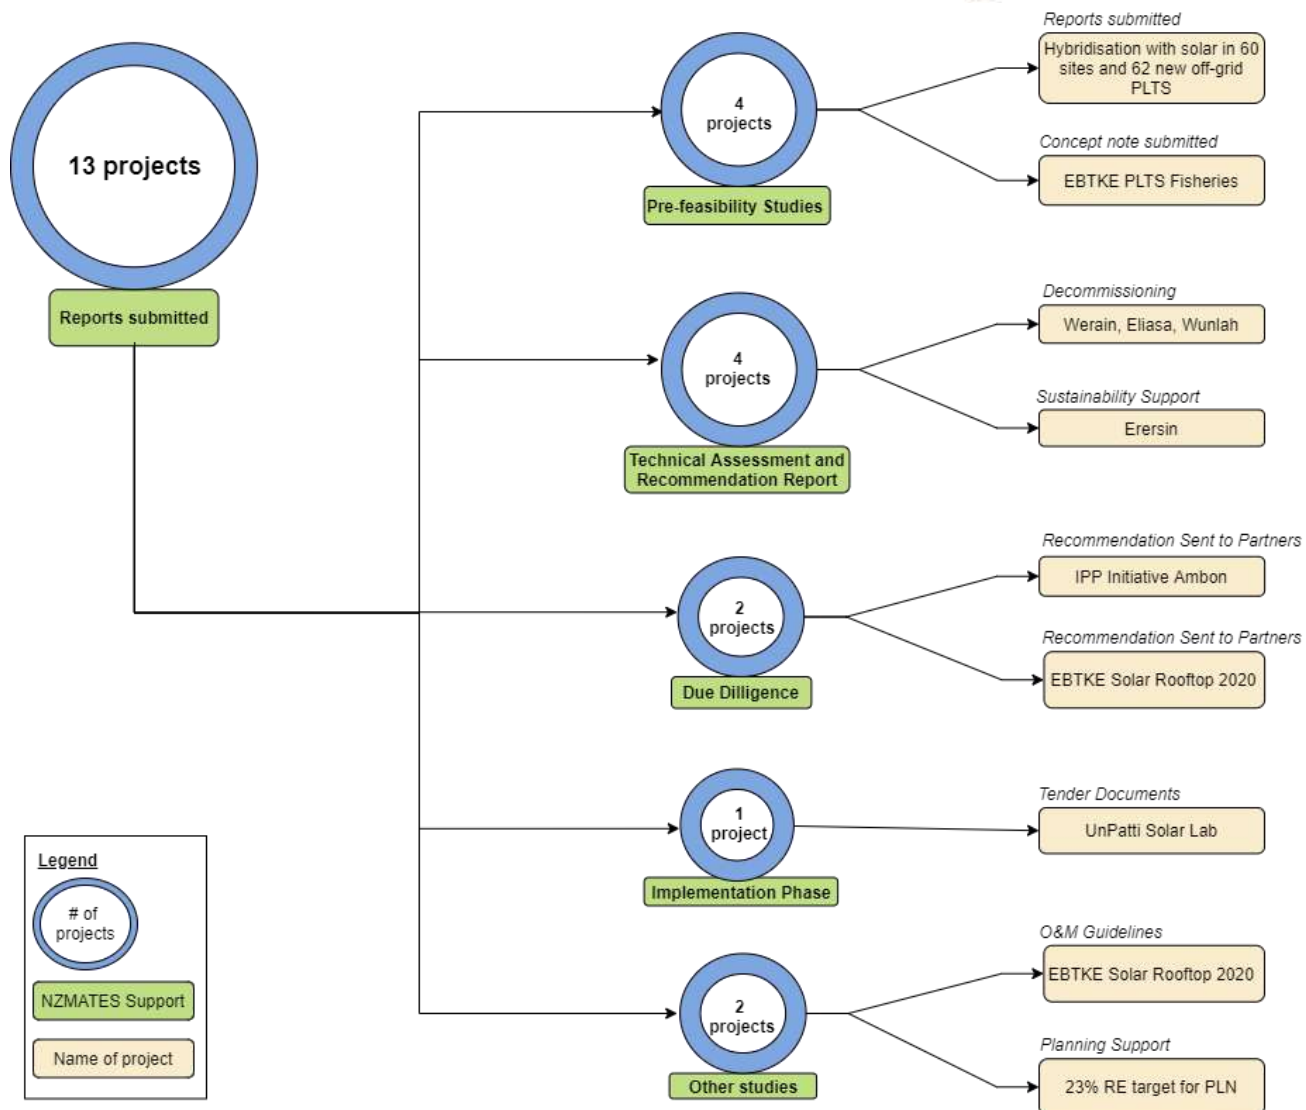 13 projects
Reports submitted
4
projects
Pre-feasibility Studies
Reports submitted
Hybridisation with solar in 60
sites and 62 new off-grid
PLTS
Concept note submitted
EBTKE PLTS Fisheries
4
projects
Technical Assessment and
Recommendation Report
Decommissioning
Werain, Eliasa, Wunlah
Sustainability Support
Erersin
2
projects
Due Dilligence
Recommendation Sent to Partners
IPP Initiative Ambon
Recommendation Sent to Partners
EBTKE Solar Rooftop 2020
1
project
Implementation Phase
Tender Documents
UnPatti Solar Lab
2
projects
Other studies
O&M Guidelines
EBTKE Solar Rooftop 2020
Planning Support
23% RE target for PLN
Legend
# of
projects
NZMATES Support
Name of project